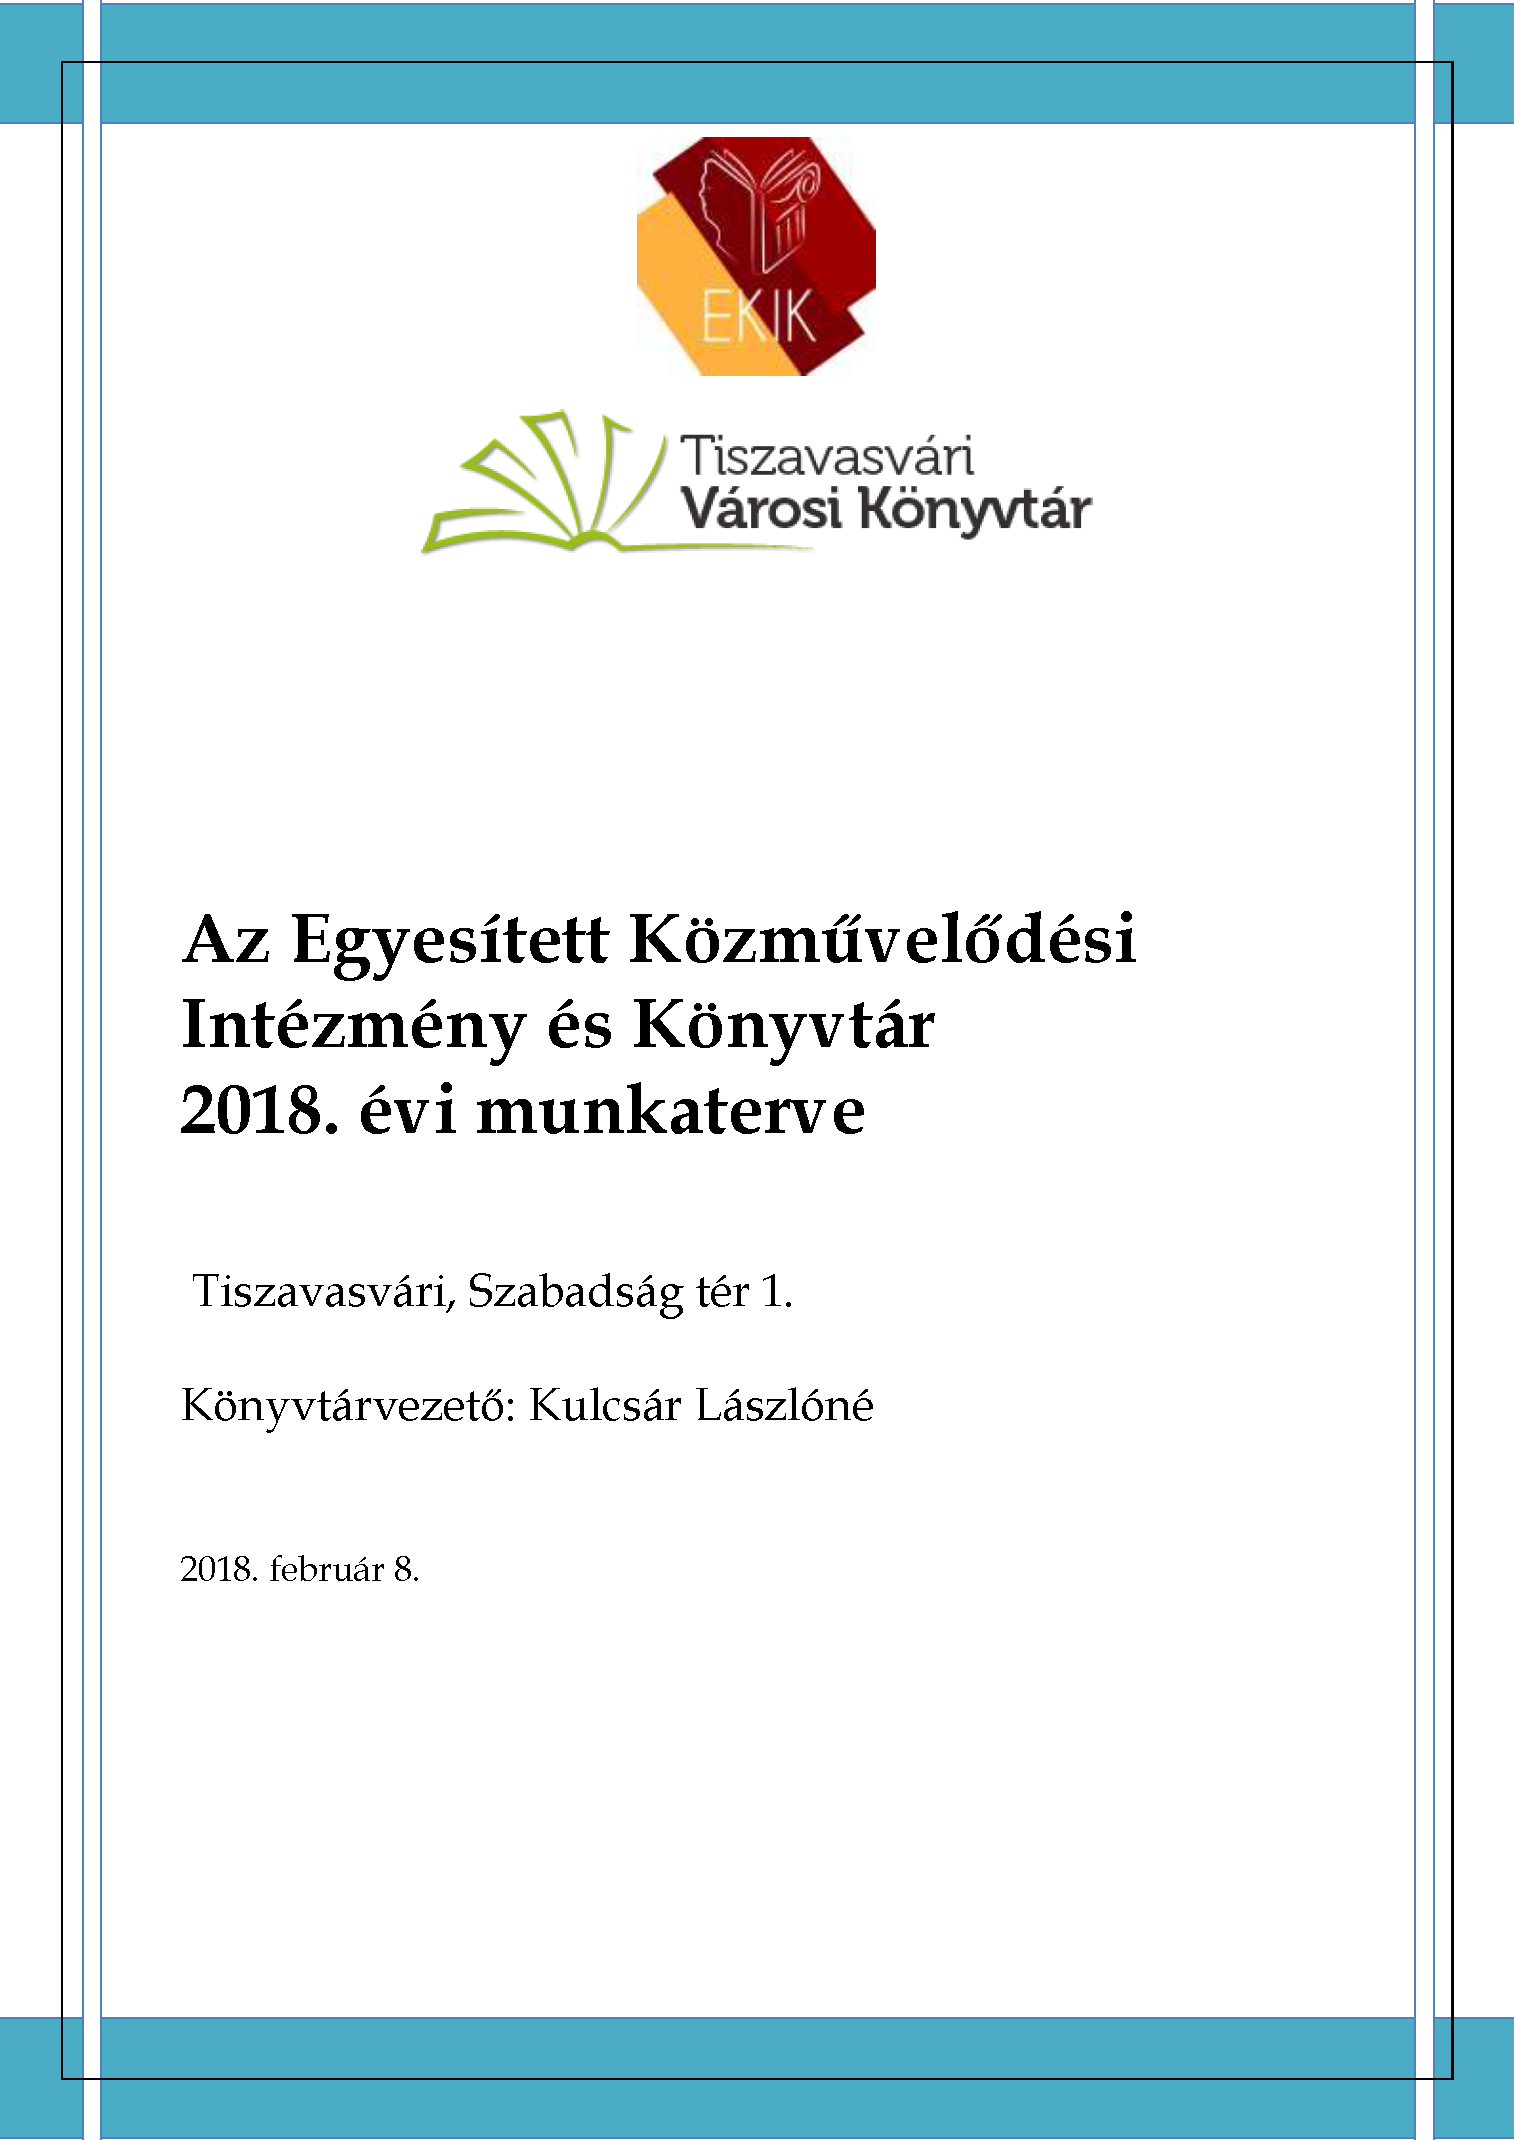 EKIK
Tiszavasvári
Városi Könyvtár
Az Egyesített Közművelődési
Intézmény és Könyvtár
2018. évi munkaterve
Tiszavasvári, Szabadság tér 1.
Könyvtárvezető: Kulcsár Lászlóné
2018. február 8.